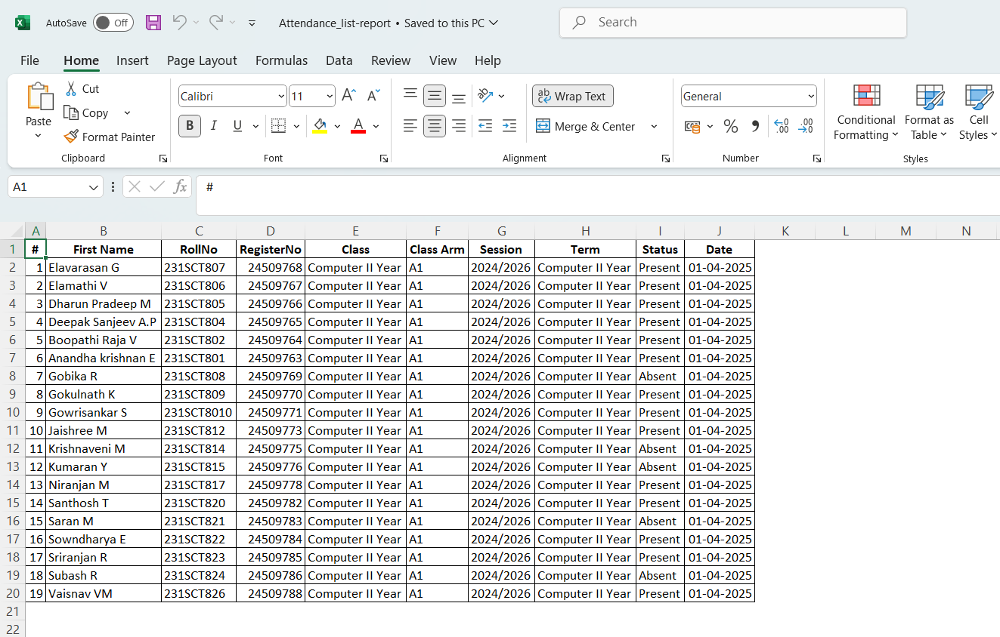 AutoSave Off Attendance_list-report • Saved to this PC Search
File Home Insert Page Layout Formulas Data Review View Help
Paste Cut Copy Format Painter Clipboard
Calibri 11 B I U A A A Font
ab Wrap Text Merge & Center Alignment
General % 9 .00 .00 Number
Conditional Formatting Format as Table Cell Styles Styles
A1 fx #
A B C D E F G H I J K L M N
1 # First Name RollNo RegisterNo Class Class Arm Session Term Status Date
2 1 Elavarasan G 231SCT807 24509768 Computer II Year A1 2024/2026 Computer II Year Present 01-04-2025
3 2 Elamathi V 231SCT806 24509767 Computer II Year A1 2024/2026 Computer II Year Present 01-04-2025
4 3 Dharun Pradeep M 231SCT805 24509766 Computer II Year A1 2024/2026 Computer II Year Present 01-04-2025
5 4 Deepak Sanjeev A.P 231SCT804 24509765 Computer II Year A1 2024/2026 Computer II Year Present 01-04-2025
6 5 Boopathi Raja V 231SCT802 24509764 Computer II Year A1 2024/2026 Computer II Year Present 01-04-2025
7 6 Anandha krishnan E 231SCT801 24509763 Computer II Year A1 2024/2026 Computer II Year Present 01-04-2025
8 7 Gobika R 231SCT808 24509769 Computer II Year A1 2024/2026 Computer II Year Absent 01-04-2025
9 8 Gokulnath K 231SCT809 24509770 Computer II Year A1 2024/2026 Computer II Year Present 01-04-2025
10 9 Gowrisankar S 231SCT8010 24509771 Computer II Year A1 2024/2026 Computer II Year Present 01-04-2025
11 10 Jaishree M 231SCT812 24509773 Computer II Year A1 2024/2026 Computer II Year Present 01-04-2025
12 11 Krishnaveni M 231SCT814 24509775 Computer II Year A1 2024/2026 Computer II Year Absent 01-04-2025
13 12 Kumaran Y 231SCT815 24509776 Computer II Year A1 2024/2026 Computer II Year Absent 01-04-2025
14 13 Niranjan M 231SCT817 24509778 Computer II Year A1 2024/2026 Computer II Year Present 01-04-2025
15 14 Santhosh T 231SCT820 24509782 Computer II Year A1 2024/2026 Computer II Year Present 01-04-2025
16 15 Saran M 231SCT821 24509783 Computer II Year A1 2024/2026 Computer II Year Absent 01-04-2025
17 16 Sowndharya E 231SCT822 24509784 Computer II Year A1 2024/2026 Computer II Year Present 01-04-2025
18 17 Sriranjan R 231SCT823 24509785 Computer II Year A1 2024/2026 Computer II Year Present 01-04-2025
19 18 Subash R 231SCT824 24509786 Computer II Year A1 2024/2026 Computer II Year Absent 01-04-2025
20 19 Vaisnav VM 231SCT826 24509788 Computer II Year A1 2024/2026 Computer II Year Present 01-04-2025
21
22